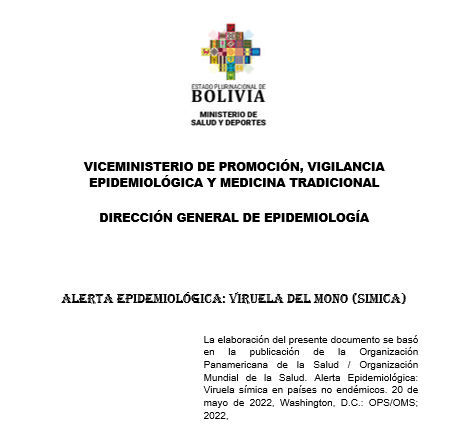 ESTADO PLURINACIONAL DE
BOLIVIA
MINISTERIO
DE SALUD Y DEPORTES
VICEMINISTERIO DE PROMOCIÓN, VIGILANCIA
EPIDEMIOLÓGICA Y MEDICINA TRADICIONAL
DIRECCIÓN GENERAL DE EPIDEMIOLOGÍA
ALERTA EPIDEMIOLÓGICA: VIRUELA DEL MONO (SIMICA)
La elaboración del presente documento se basó
en la publicación de la Organización
Panamericana de la Salud / Organización
Mundial de la Salud. Alerta Epidemiológica:
Viruela símica en países no endémicos. 20 de
mayo de 2022, Washington, D.C.: OPS/OMS;
2022,